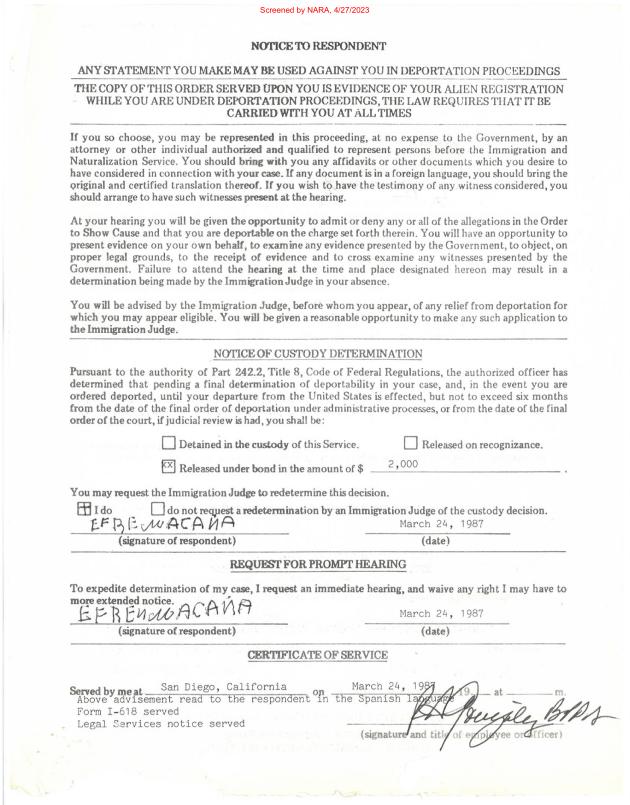 Screened by NARA, 4/27/2023
NOTICE TO RESPONDENT
ANY STATEMENT YOU MAKE MAY BE USED AGAINST YOU IN DEPORTATION PROCEEDINGS
THE COPY OF THIS ORDER SERVED UPON YOU IS EVIDENCE OF YOUR ALIEN REGISTRATION
WHILE YOU ARE UNDER DEPORTATION PROCEEDINGS, THE LAW REQUIRES THAT IT BE
CARRIED WITH YOU AT ALL TIMES
If you so choose, you may be represented in this proceeding, at no expense to the Government, by an
attorney or other individual authorized and qualified to represent persons before the Immigration and
Naturalization Service. You should bring with you any affidavits or other documents which you desire to
have considered in connection with your case. If any document is in a foreign language, you should bring the
original and certified translation thereof. If you wish to have the testimony of any witness considered, you
should arrange to have such witnesses present at the hearing.
At your hearing you will be given the opportunity to admit or deny any or all of the allegations in the Order
to Show Cause and that you are deportable on the charge set forth therein. You will have an opportunity to
present evidence on your own behalf, to examine any evidence presented by the Government, to object, on
proper legal grounds, to the receipt of evidence and to cross examine any witnesses presented by the
Government. Failure to attend the hearing at the time and place designated hereon may result in a
determination being made by the Immigration Judge in your absence.
You will be advised by the Immigration Judge, before whom you appear, of any relief from deportation for
which you may appear eligible. You will be given a reasonable opportunity to make any such application to
the Immigration Judge.
NOTICE OF CUSTODY DETERMINATION
Pursuant to the authority of Part 242.2, Title 8, Code of Federal Regulations, the authorized officer has
determined that pending a final determination of deportability in your case, and, in the event you are
ordered deported, until your departure from the United States is effected, but not to exceed six months
from the date of the final order of deportation under administrative processes, or from the date of the final
order of the court, if judicial review is had, you shall be:
Detained in the custody of this Service. Released on recognizance.
XX Released under bond in the amount of $ 2,000 .
You may request the Immigration Judge to redetermine this decision.
I do do not request a redetermination by an Immigration Judge of the custody decision.
EFREN MACAÑA March 24, 1987
(signature of respondent) (date)
REQUEST FOR PROMPT HEARING
To expedite determination of my case, I request an immediate hearing, and waive any right I may have to
more extended notice.
EFREN MACAÑA March 24, 1987
(signature of respondent) (date)
CERTIFICATE OF SERVICE
Served by me at San Diego, California on March 24, 1987 19 at m.
Above advisement read to the respondent in the Spanish language
Form I-618 served
Legal Services notice served
(signature and title of employee or officer)